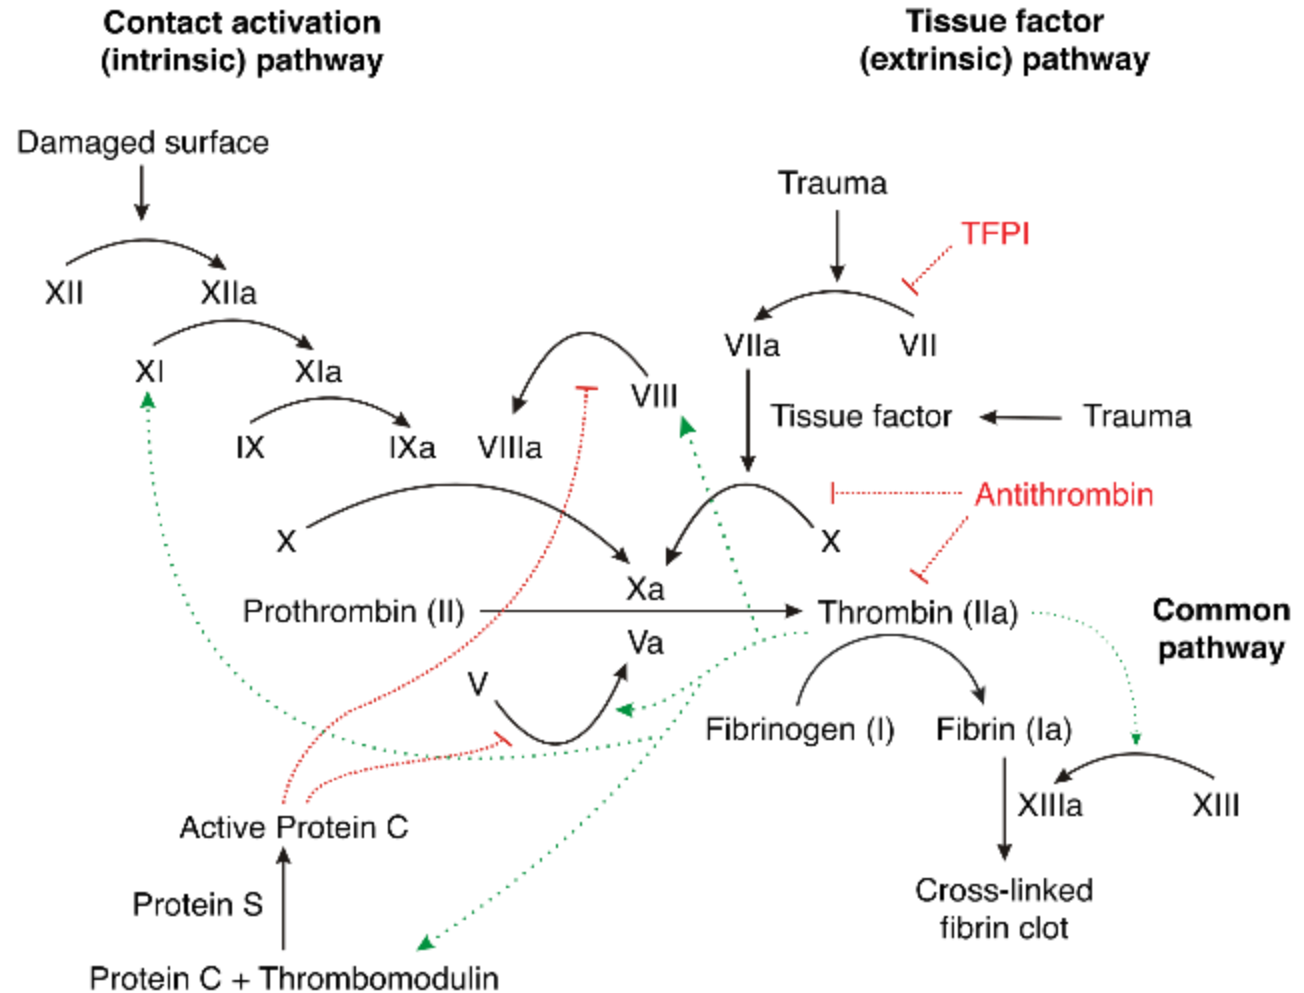 Contact activation
(intrinsic) pathway
Tissue factor
(extrinsic) pathway
Damaged surface
Trauma
TFPI
XII
XIIa
VIIa
VII
XI
XIa
VIII
Tissue factor
Trauma
IX
IXa
VIIIa
Antithrombin
X
X
Xa
Prothrombin (II)
Thrombin (IIa)
Common
pathway
Va
V
Fibrinogen (I)
Fibrin (Ia)
XIIIa
XIII
Active Protein C
Protein S
Cross-linked
fibrin clot
Protein C + Thrombomodulin